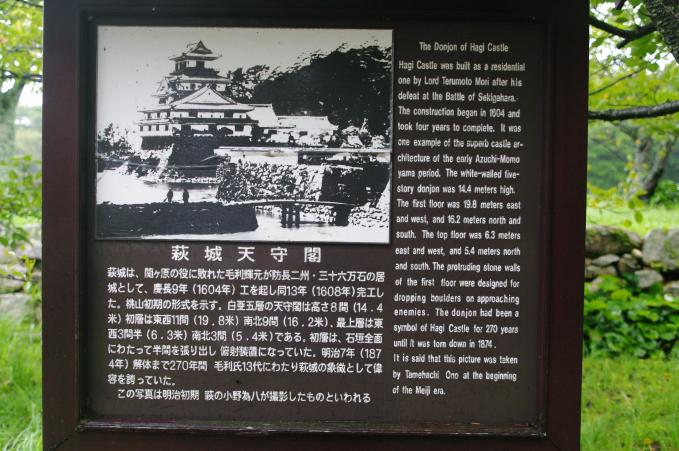 萩城天守閣
萩城は、関ヶ原の役に敗れた毛利輝元が防長二州・三十六万石の居
城として、慶長9年（1604年）工を起し同13年（1608年）完工し
た。桃山初期の形式を示す。白亜五層の天守閣は高さ8間（14．4
米）初層は東西11間（19．8米）南北9間（16．2米）、最上層は東
西3間半（6．3米）南北3間（5．4米）である。初層は、石垣全面
にわたって半間を張り出し 俯射装置になっていた。明治7年（187
4年）解体まで270年間 毛利氏13代にわたり萩城の象徴として偉
容を誇っていた。
この写真は明治初期 萩の小野為八が撮影したものといわれる
The Donjon of Hagi Castle
Hagi Castle was built as a residential
one by Lord Terumoto Mori after his
defeat at the Battle of Sekigahara.
The construction began in 1604 and
took four years to complete. It was
one example of the superb castle ar-
chitecture of the early Azuchi-Momo
yama period. The white-walled five-
story donjon was 14.4 meters high.
The first floor was 19.8 meters east
and west, and 16.2 meters north and
south. The top floor was 6.3 meters
east and west, and 5.4 meters north
and south. The protruding stone walls
of the first floor were designed for
dropping boulders on approaching
enemies. The donjon had been a
symbol of Hagi Castle for 270 years
until it was torn down in 1874.
It is said that this picture was taken
by Tamehachi Ono at the beginning
of the Meiji era.